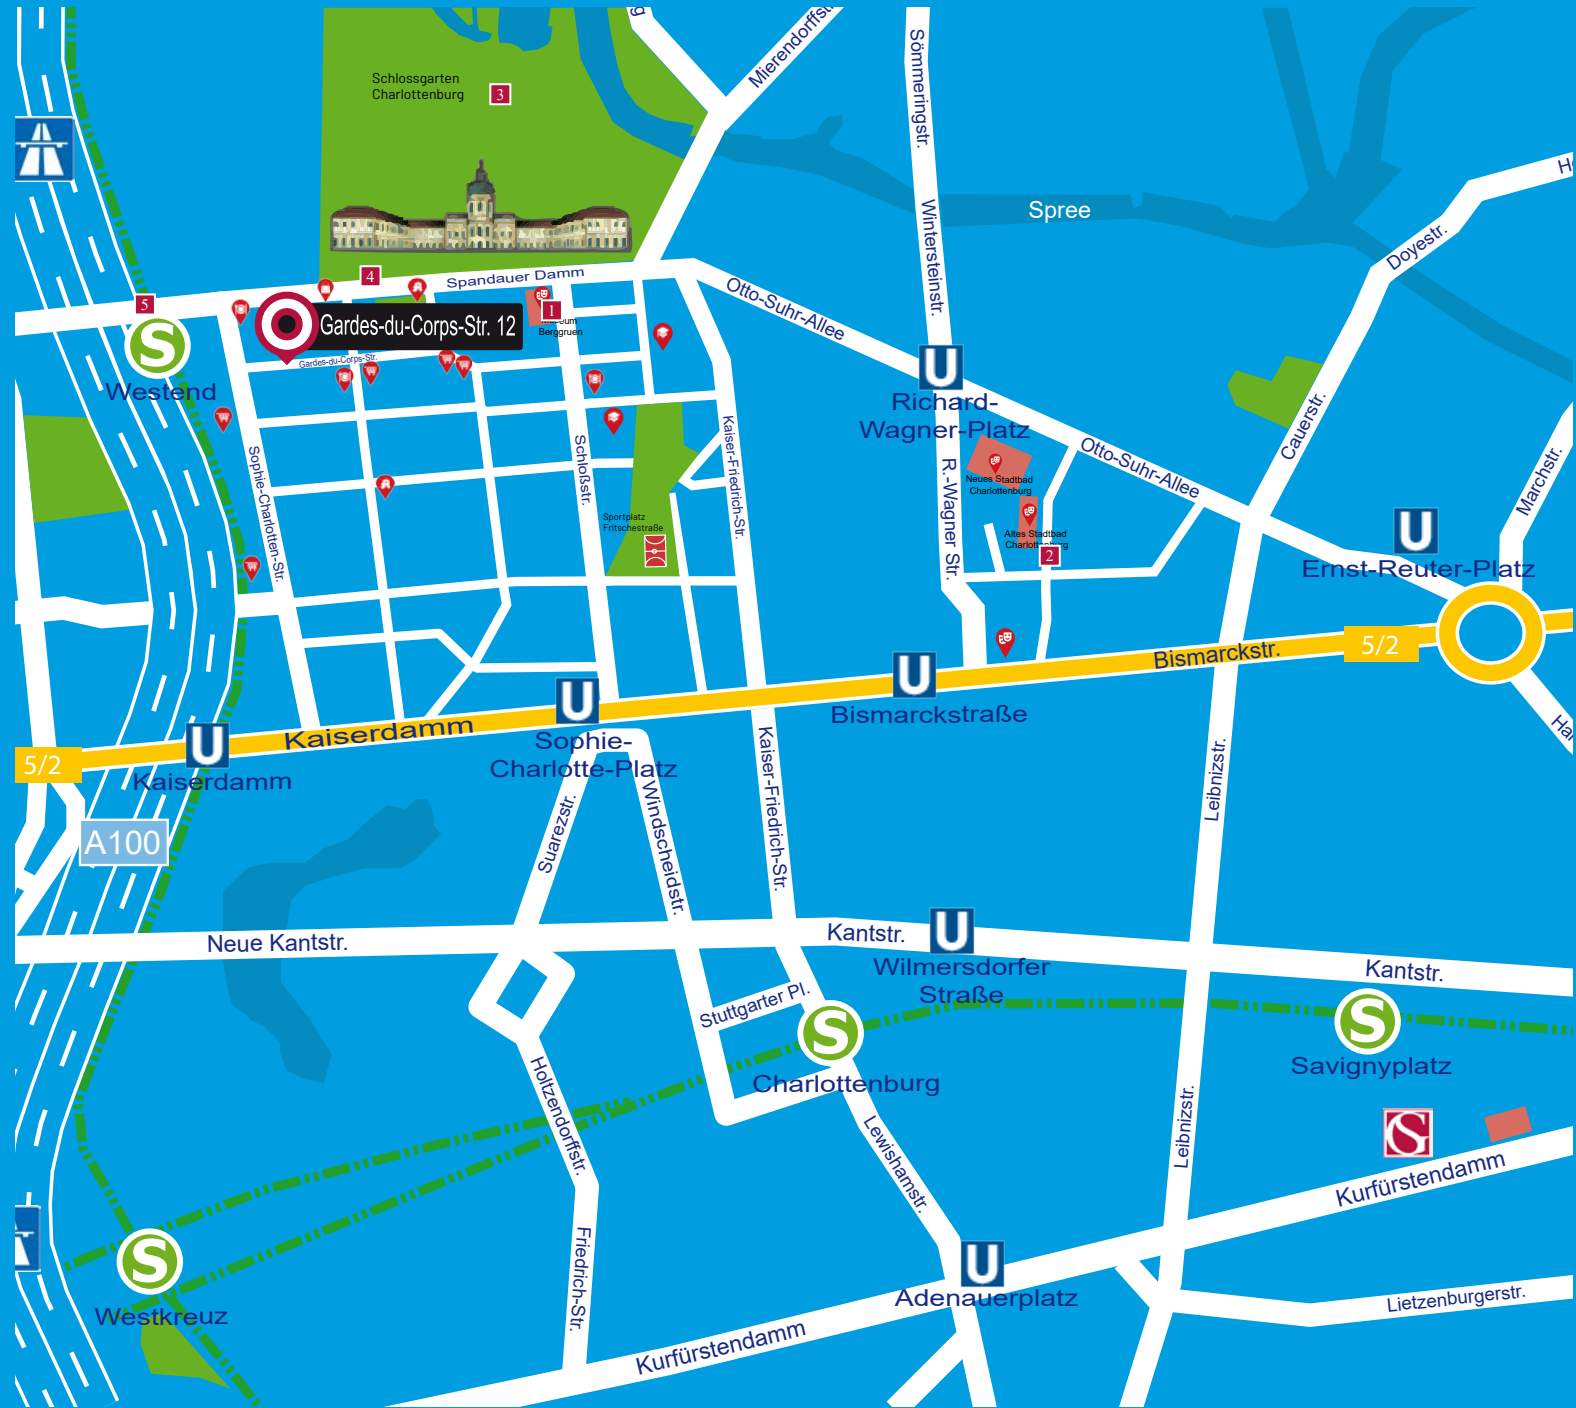 Schlossgarten
Charlottenburg
3
Mierendorffstr.
Sömmeringstr.
Wintersteinstr.
Spree
Doyestr.
4
Spandauer Damm
5
S
Westend
1
Gardes-du-Corps-Str. 12
Berggruen
Gardes-du-Corps-Str.
Otto-Suhr-Allee
U
Richard-
Wagner-Platz
Cauerstr.
Otto-Suhr-Allee
Marchstr.
Sophie-Charlotten-Str.
Schloßstr.
Kaiser-Friedrich-Str.
R.-Wagner Str.
Neues Stadtbad
Charlottenburg
Altes Stadtbad
Charlottenburg
2
Sportplatz
Fritschestraße
U
Ernst-Reuter-Platz
5/2
Bismarckstr.
U
Bismarckstraße
U
Sophie-
Charlotte-Platz
Kaiserdamm
U
Kaiserdamm
5/2
A100
Suarezstr.
Windscheidstr.
Kaiser-Friedrich-Str.
Leibnizstr.
Neue Kantstr.
Kantstr.
U
Wilmersdorfer
Straße
Kantstr.
Stuttgarter Pl.
S
Charlottenburg
S
Savignyplatz
Holtzendorffstr.
Lewishamstr.
Leibnizstr.
GS
Kurfürstendamm
Friedrich-Str.
S
Westkreuz
U
Adenauerplatz
Lietzenburgerstr.
Kurfürstendamm